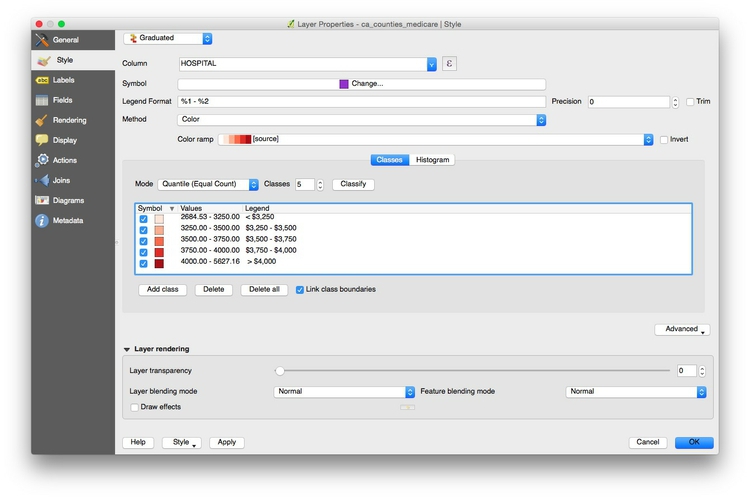 Layer Properties - ca_counties_medicare | Style
General
Style
abc Labels
Fields
Rendering
Display
Actions
Joins
Diagrams
Metadata
Graduated
Column HOSPITAL ε
Symbol Change...
Legend Format %1 - %2 Precision 0 Trim
Method Color
Color ramp [source] Invert
Classes Histogram
Mode Quantile (Equal Count) Classes 5 Classify
Symbol Values Legend
2684.53 - 3250.00 < $3,250
3250.00 - 3500.00 $3,250 - $3,500
3500.00 - 3750.00 $3,500 - $3,750
3750.00 - 4000.00 $3,750 - $4,000
4000.00 - 5627.16 > $4,000
Add class Delete Delete all Link class boundaries
Advanced
Layer rendering
Layer transparency 0
Layer blending mode Normal Feature blending mode Normal
Draw effects
Help Style Apply Cancel OK